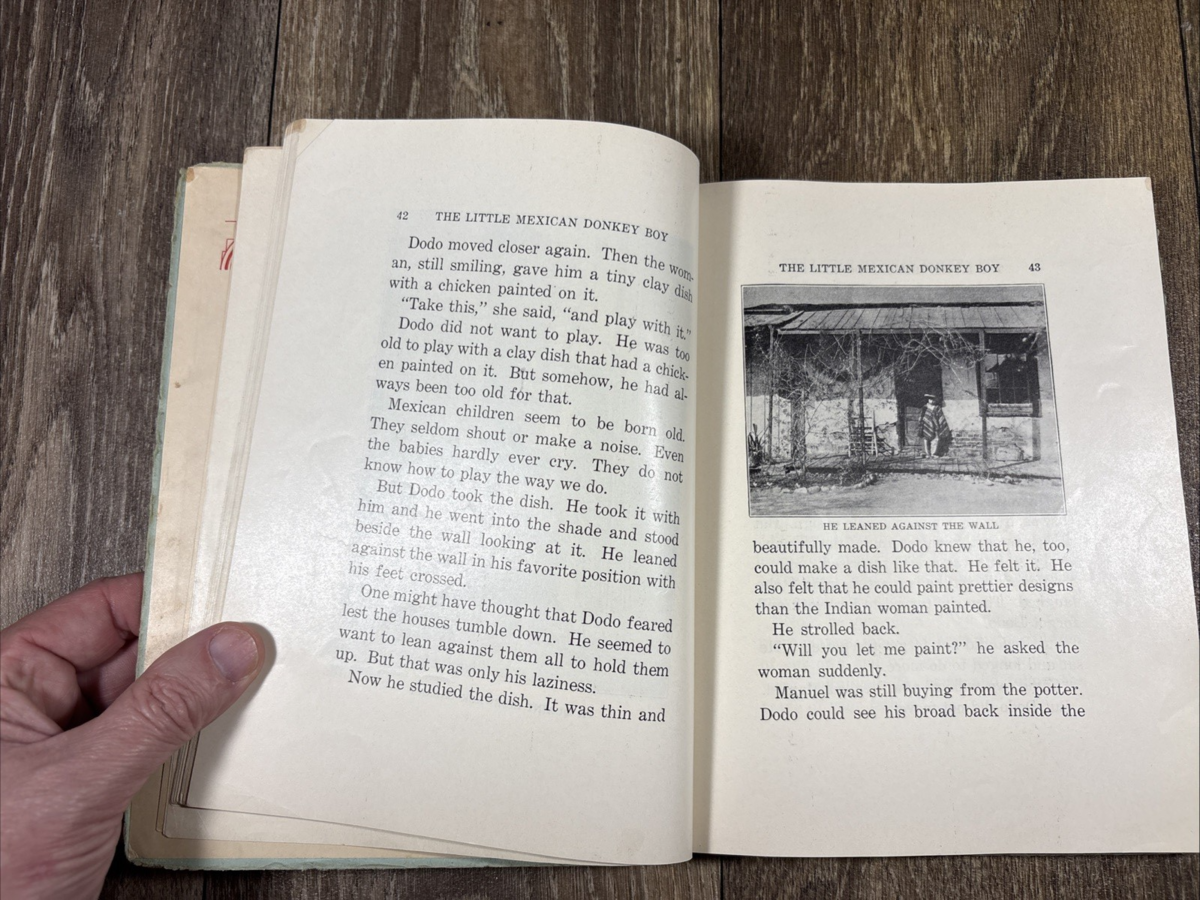 42 THE LITTLE MEXICAN DONKEY BOY
Dodo moved closer again. Then the wom-
an, still smiling, gave him a tiny clay dish
with a chicken painted on it.
"Take this," she said, "and play with it."
Dodo did not want to play. He was too
old to play with a clay dish that had a chick-
en painted on it. But somehow, he had al-
ways been too old for that.
Mexican children seem to be born old.
They seldom shout or make a noise. Even
the babies hardly ever cry. They do not
know how to play the way we do.
But Dodo took the dish. He took it with
him and he went into the shade and stood
beside the wall looking at it. He leaned
against the wall in his favorite position with
his feet crossed.
One might have thought that Dodo feared
lest the houses tumble down. He seemed to
want to lean against them all to hold them
up. But that was only his laziness.
Now he studied the dish. It was thin and
THE LITTLE MEXICAN DONKEY BOY 43
HE LEANED AGAINST THE WALL
beautifully made. Dodo knew that he, too,
could make a dish like that. He felt it. He
also felt that he could paint prettier designs
than the Indian woman painted.
He strolled back.
"Will you let me paint?" he asked the
woman suddenly.
Manuel was still buying from the potter.
Dodo could see his broad back inside the